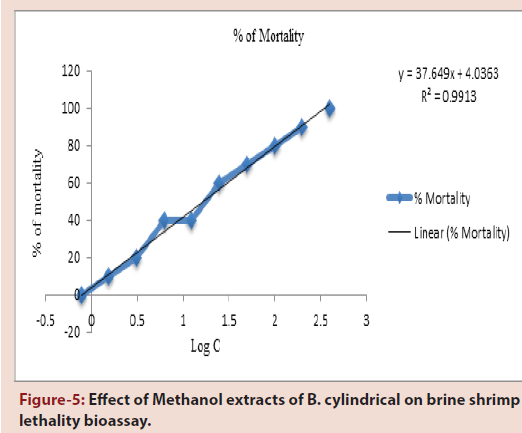 % of Mortality
y = 37.649x + 4.0363
R² = 0.9913
120
100
80
60
40
20
0
-20
-0.5
0
0.5
1
1.5
2
2.5
3
% of mortality
Log C
% Mortality
Linear (% Mortality)
Figure-5: Effect of Methanol extracts of B. cylindrical on brine shrimp
lethality bioassay.